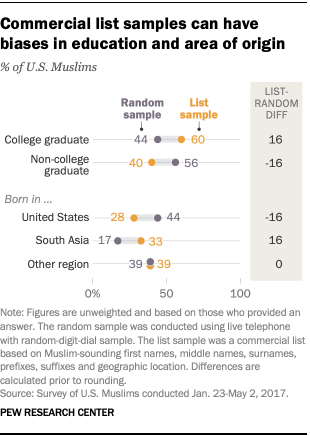 Commercial list samples can have
biases in education and area of origin
% of U.S. Muslims
LIST-
RANDOM
DIFF
Random
sample
List
sample
College graduate 44 60 16
Non-college
graduate 40 56 -16
Born in ...
United States 28 44 -16
South Asia 17 33 16
Other region 39 39 0
0% 50 100
Note: Figures are unweighted and based on those who provided an
answer. The random sample was conducted using live telephone
with random-digit-dial sample. The list sample was a commercial list
based on Muslim-sounding first names, middle names, surnames,
prefixes, suffixes and geographic location. Differences are
calculated prior to rounding.
Source: Survey of U.S. Muslims conducted Jan. 23-May 2, 2017.
PEW RESEARCH CENTER